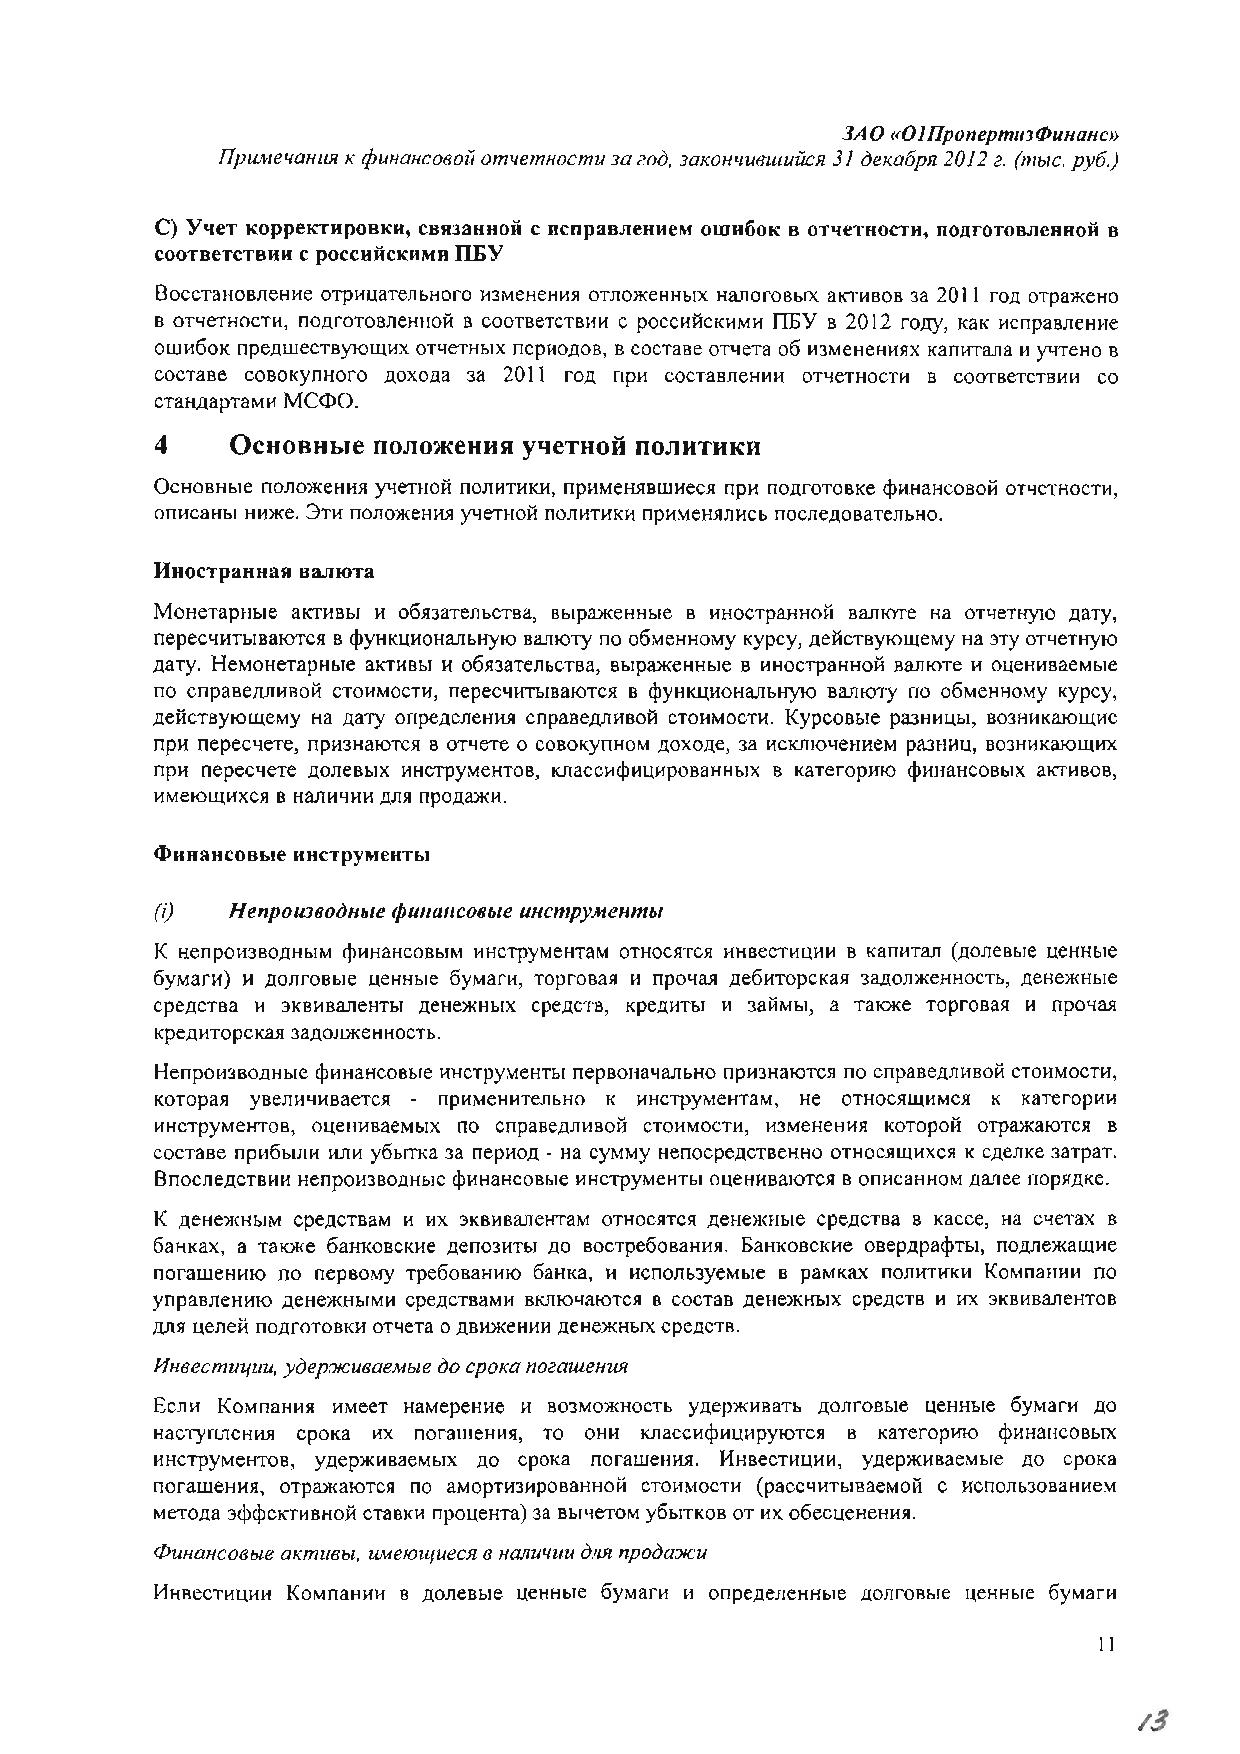 ЗАО «О1ПропертизФинанс»
Примечания к финансовой отчетности за год, закончившийся 31 декабря 2012 г. (тыс. руб.)
С) Учет корректировки, связанной с исправлением ошибок в отчетности, подготовленной в
соответствии с российскими ПБУ
Восстановление отрицательного изменения отложенных налоговых активов за 2011 год отражено
в отчетности, подготовленной в соответствии с российскими ПБУ в 2012 году, как исправление
ошибок предшествующих отчетных периодов, в составе отчета об изменениях капитала и учтено в
составе совокупного дохода за 2011 год при составлении отчетности в соответствии со
стандартами МСФО.
4 Основные положения учетной политики
Основные положения учетной политики, применявшиеся при подготовке финансовой отчетности,
описаны ниже. Эти положения учетной политики применялись последовательно.
Иностранная валюта
Монетарные активы и обязательства, выраженные в иностранной валюте на отчетную дату,
пересчитываются в функциональную валюту по обменному курсу, действующему на эту отчетную
дату. Немонетарные активы и обязательства, выраженные в иностранной валюте и оцениваемые
по справедливой стоимости, пересчитываются в функциональную валюту по обменному курсу,
действующему на дату определения справедливой стоимости. Курсовые разницы, возникающие
при пересчете, признаются в отчете о совокупном доходе, за исключением разниц, возникающих
при пересчете долевых инструментов, классифицированных в категорию финансовых активов,
имеющихся в наличии для продажи.
Финансовые инструменты
(i) Непроизводные финансовые инструменты
К непроизводным финансовым инструментам относятся инвестиции в капитал (долевые ценные
бумаги) и долговые ценные бумаги, торговая и прочая дебиторская задолженность, денежные
средства и эквиваленты денежных средств, кредиты и займы, а также торговая и прочая
кредиторская задолженность.
Непроизводные финансовые инструменты первоначально признаются по справедливой стоимости,
которая увеличивается - применительно к инструментам, не относящимся к категории
инструментов, оцениваемых по справедливой стоимости, изменения которой отражаются в
составе прибыли или убытка за период - на сумму непосредственно относящихся к сделке затрат.
Впоследствии непроизводные финансовые инструменты оцениваются в описанном далее порядке.
К денежным средствам и их эквивалентам относятся денежные средства в кассе, на счетах в
банках, а также банковские депозиты до востребования. Банковские овердрафты, подлежащие
погашению по первому требованию банка, и используемые в рамках политики Компании по
управлению денежными средствами включаются в состав денежных средств и их эквивалентов
для целей подготовки отчета о движении денежных средств.
Инвестиции, удерживаемые до срока погашения
Если Компания имеет намерение и возможность удерживать долговые ценные бумаги до
наступления срока их погашения, то они классифицируются в категорию финансовых
инструментов, удерживаемых до срока погашения. Инвестиции, удерживаемые до срока
погашения, отражаются по амортизированной стоимости (рассчитываемой с использованием
метода эффективной ставки процента) за вычетом убытков от их обесценения.
Финансовые активы, имеющиеся в наличии для продажи
Инвестиции Компании в долевые ценные бумаги и определенные долговые ценные бумаги
11
13